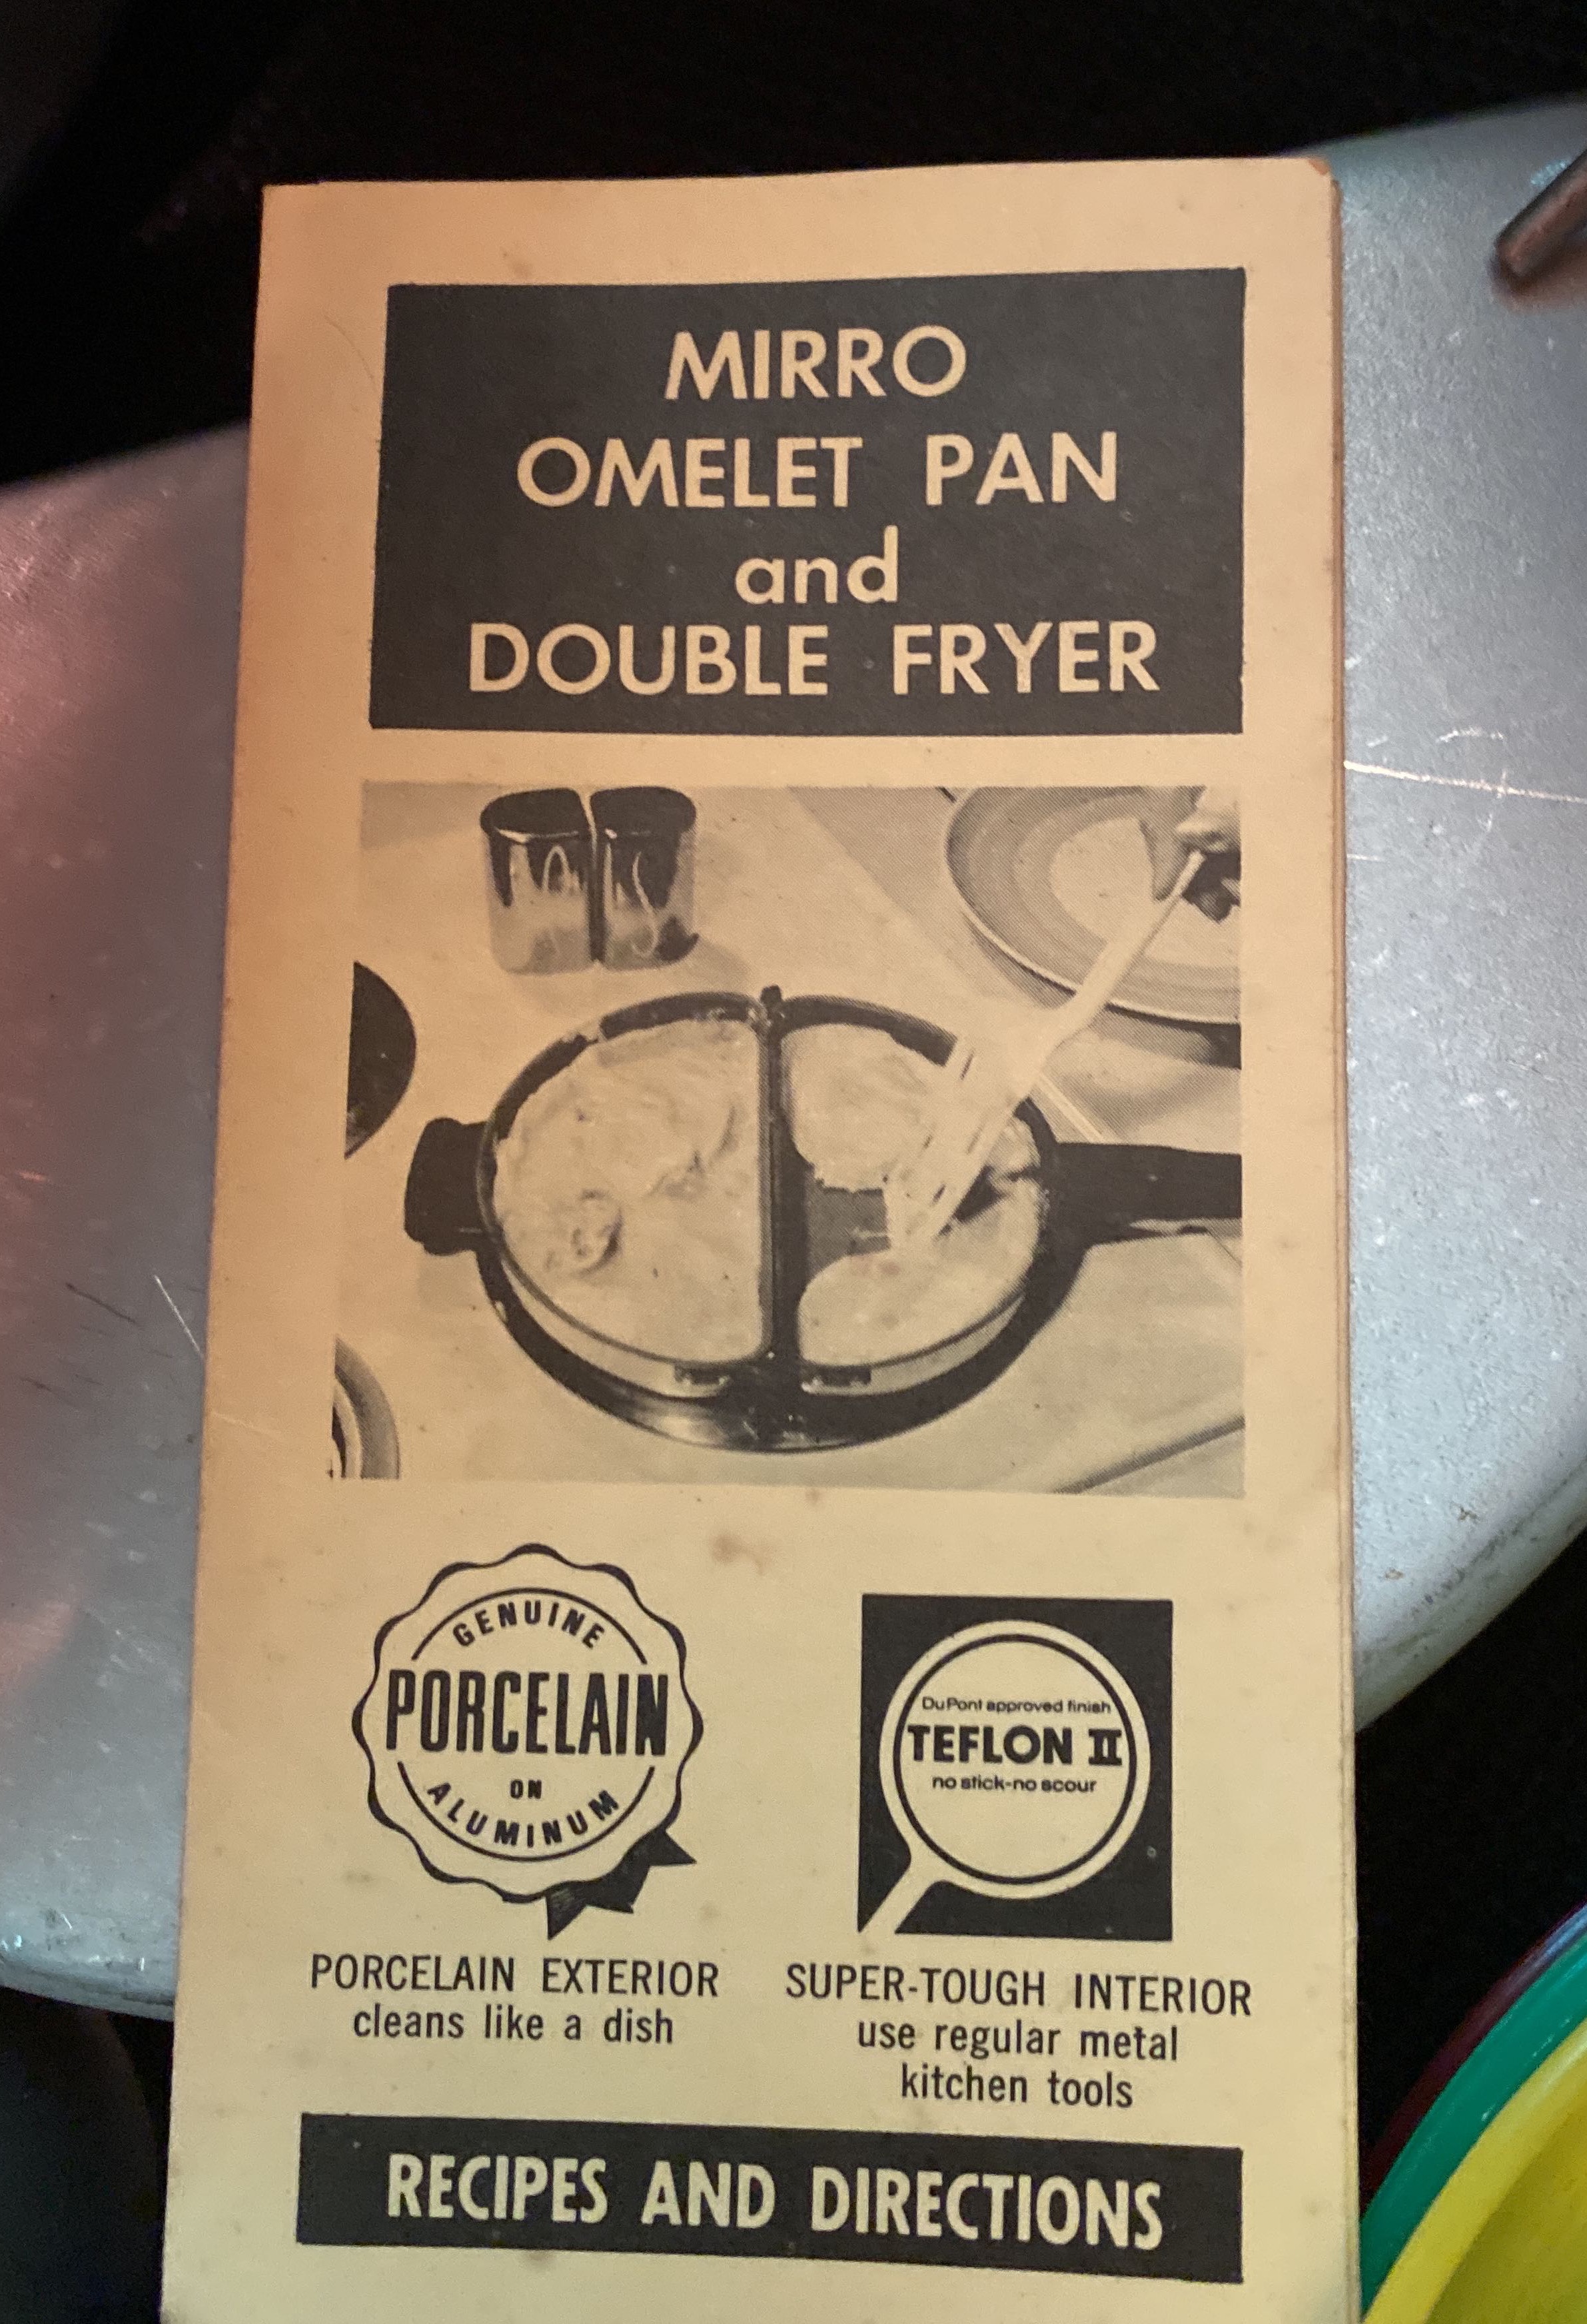 MIRRO
OMELET PAN
and
DOUBLE FRYER
GENUINE
PORCELAIN
ON
ALUMINUM
DuPont approved finish
TEFLON II
no stick-no scour
PORCELAIN EXTERIOR
cleans like a dish
SUPER-TOUGH INTERIOR
use regular metal
kitchen tools
RECIPES AND DIRECTIONS